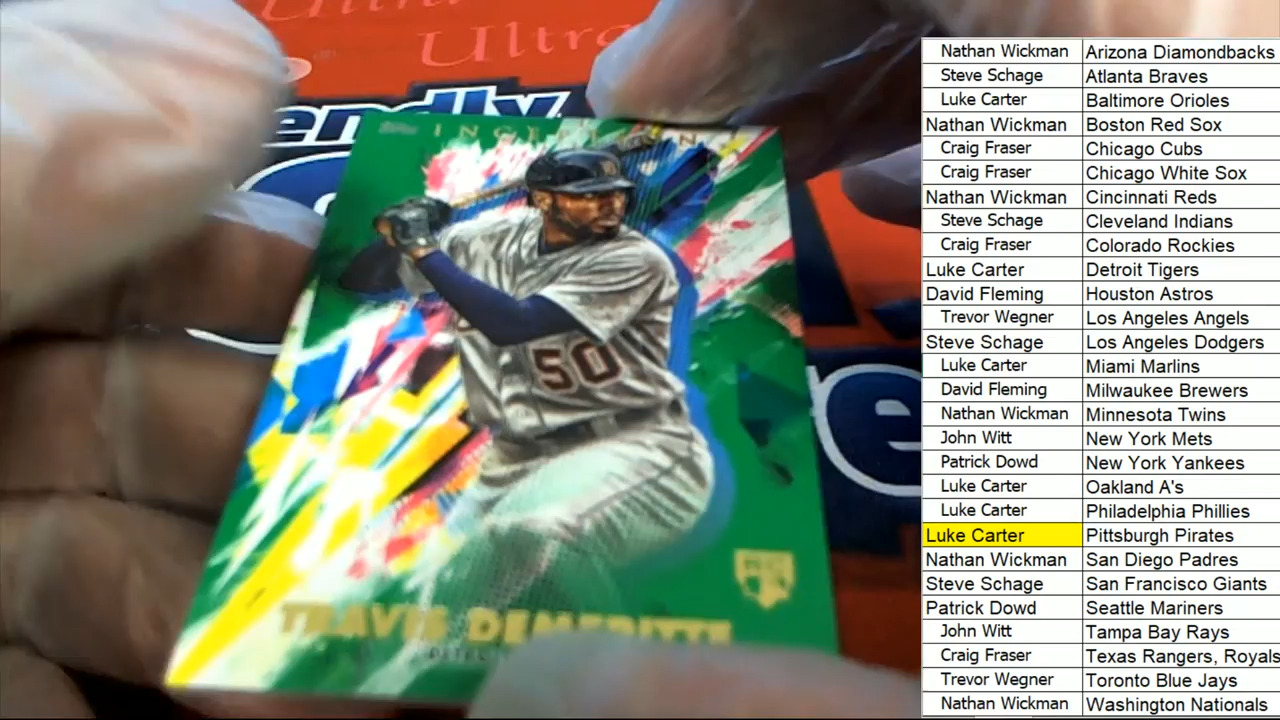 Ultra
Ultra
endly
topps INCEPTION
50
TRAVIS DEMERITTE
e
Nathan Wickman Arizona Diamondbacks
Steve Schage Atlanta Braves
Luke Carter Baltimore Orioles
Nathan Wickman Boston Red Sox
Craig Fraser Chicago Cubs
Craig Fraser Chicago White Sox
Nathan Wickman Cincinnati Reds
Steve Schage Cleveland Indians
Craig Fraser Colorado Rockies
Luke Carter Detroit Tigers
David Fleming Houston Astros
Trevor Wegner Los Angeles Angels
Steve Schage Los Angeles Dodgers
Luke Carter Miami Marlins
David Fleming Milwaukee Brewers
Nathan Wickman Minnesota Twins
John Witt New York Mets
Patrick Dowd New York Yankees
Luke Carter Oakland A's
Luke Carter Philadelphia Phillies
Luke Carter Pittsburgh Pirates
Nathan Wickman San Diego Padres
Steve Schage San Francisco Giants
Patrick Dowd Seattle Mariners
John Witt Tampa Bay Rays
Craig Fraser Texas Rangers, Royals
Trevor Wegner Toronto Blue Jays
Nathan Wickman Washington Nationals